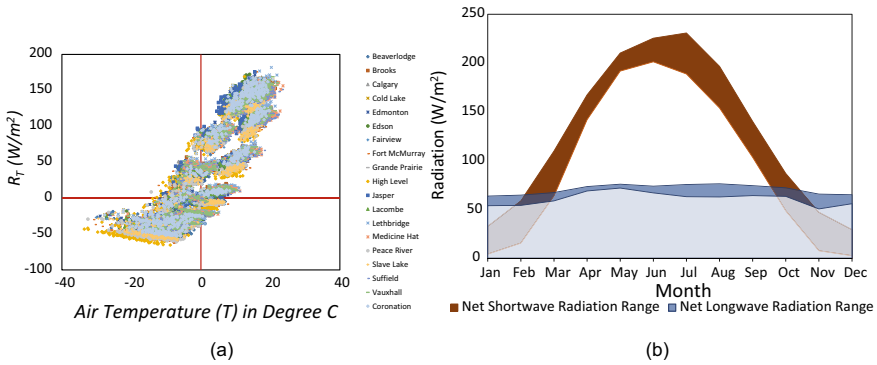 200
150
100
50
0
-50
-100
-40
-20
0
20
40
R_T (W/m²)
Air Temperature (T) in Degree C
Beaverlodge
Brooks
Calgary
Cold Lake
Edmonton
Edson
Fairview
Fort McMurray
Grande Prairie
High Level
Jasper
Lacombe
Lethbridge
Medicine Hat
Peace River
Slave Lake
Suffield
Vauxhall
Coronation
(a)
250
200
150
100
50
0
Radiation (W/m²)
Jan Feb Mar Apr May Jun Jul Aug Sep Oct Nov Dec
Month
Net Shortwave Radiation Range
Net Longwave Radiation Range
(b)